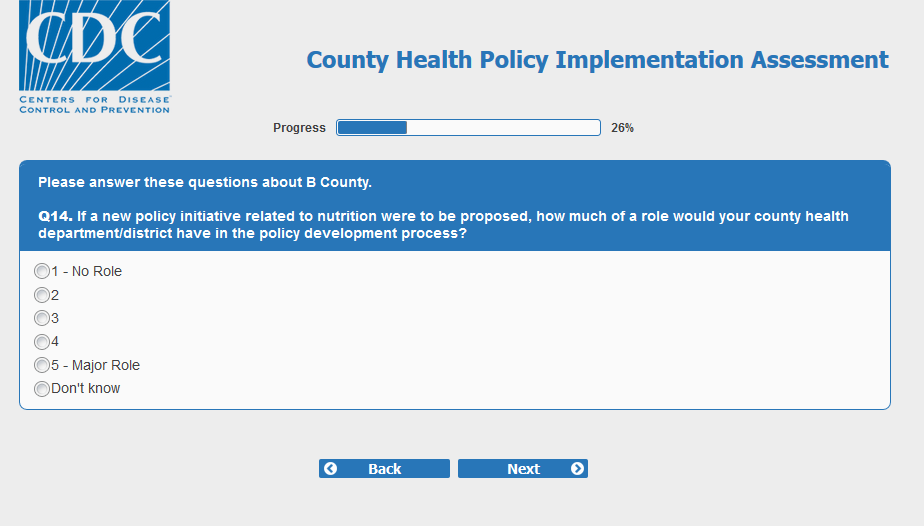 CDC
CENTERS FOR DISEASE
CONTROL AND PREVENTION
County Health Policy Implementation Assessment
Progress 26%
Please answer these questions about B County.
Q14. If a new policy initiative related to nutrition were to be proposed, how much of a role would your county health
department/district have in the policy development process?
1 - No Role
2
3
4
5 - Major Role
Don't know
Back Next